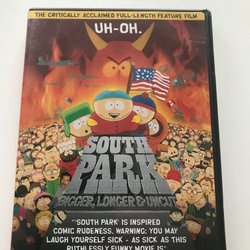 THE CRITICALLY ACCLAIMED FULL-LENGTH FEATURE FILM
UH-OH.
SOUTH
PARK
BIGGER, LONGER & UNCUT
"'SOUTH PARK' IS INSPIRED
COMIC RUDENESS. WARNING: YOU MAY
LAUGH YOURSELF SICK - AS SICK AS THIS
RUTHLESSLY FUNNY MOVIE IS"